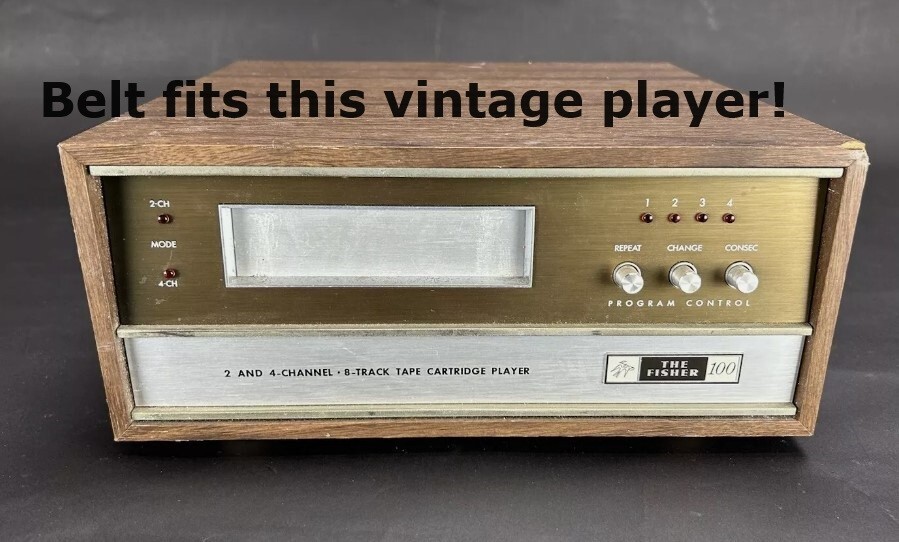 Belt fits this vintage player!
2-CH
MODE
4-CH
1 2 3 4
REPEAT CHANGE CONSEC
PROGRAM CONTROL
2 AND 4-CHANNEL • 8-TRACK TAPE CARTRIDGE PLAYER
THE
FISHER 100